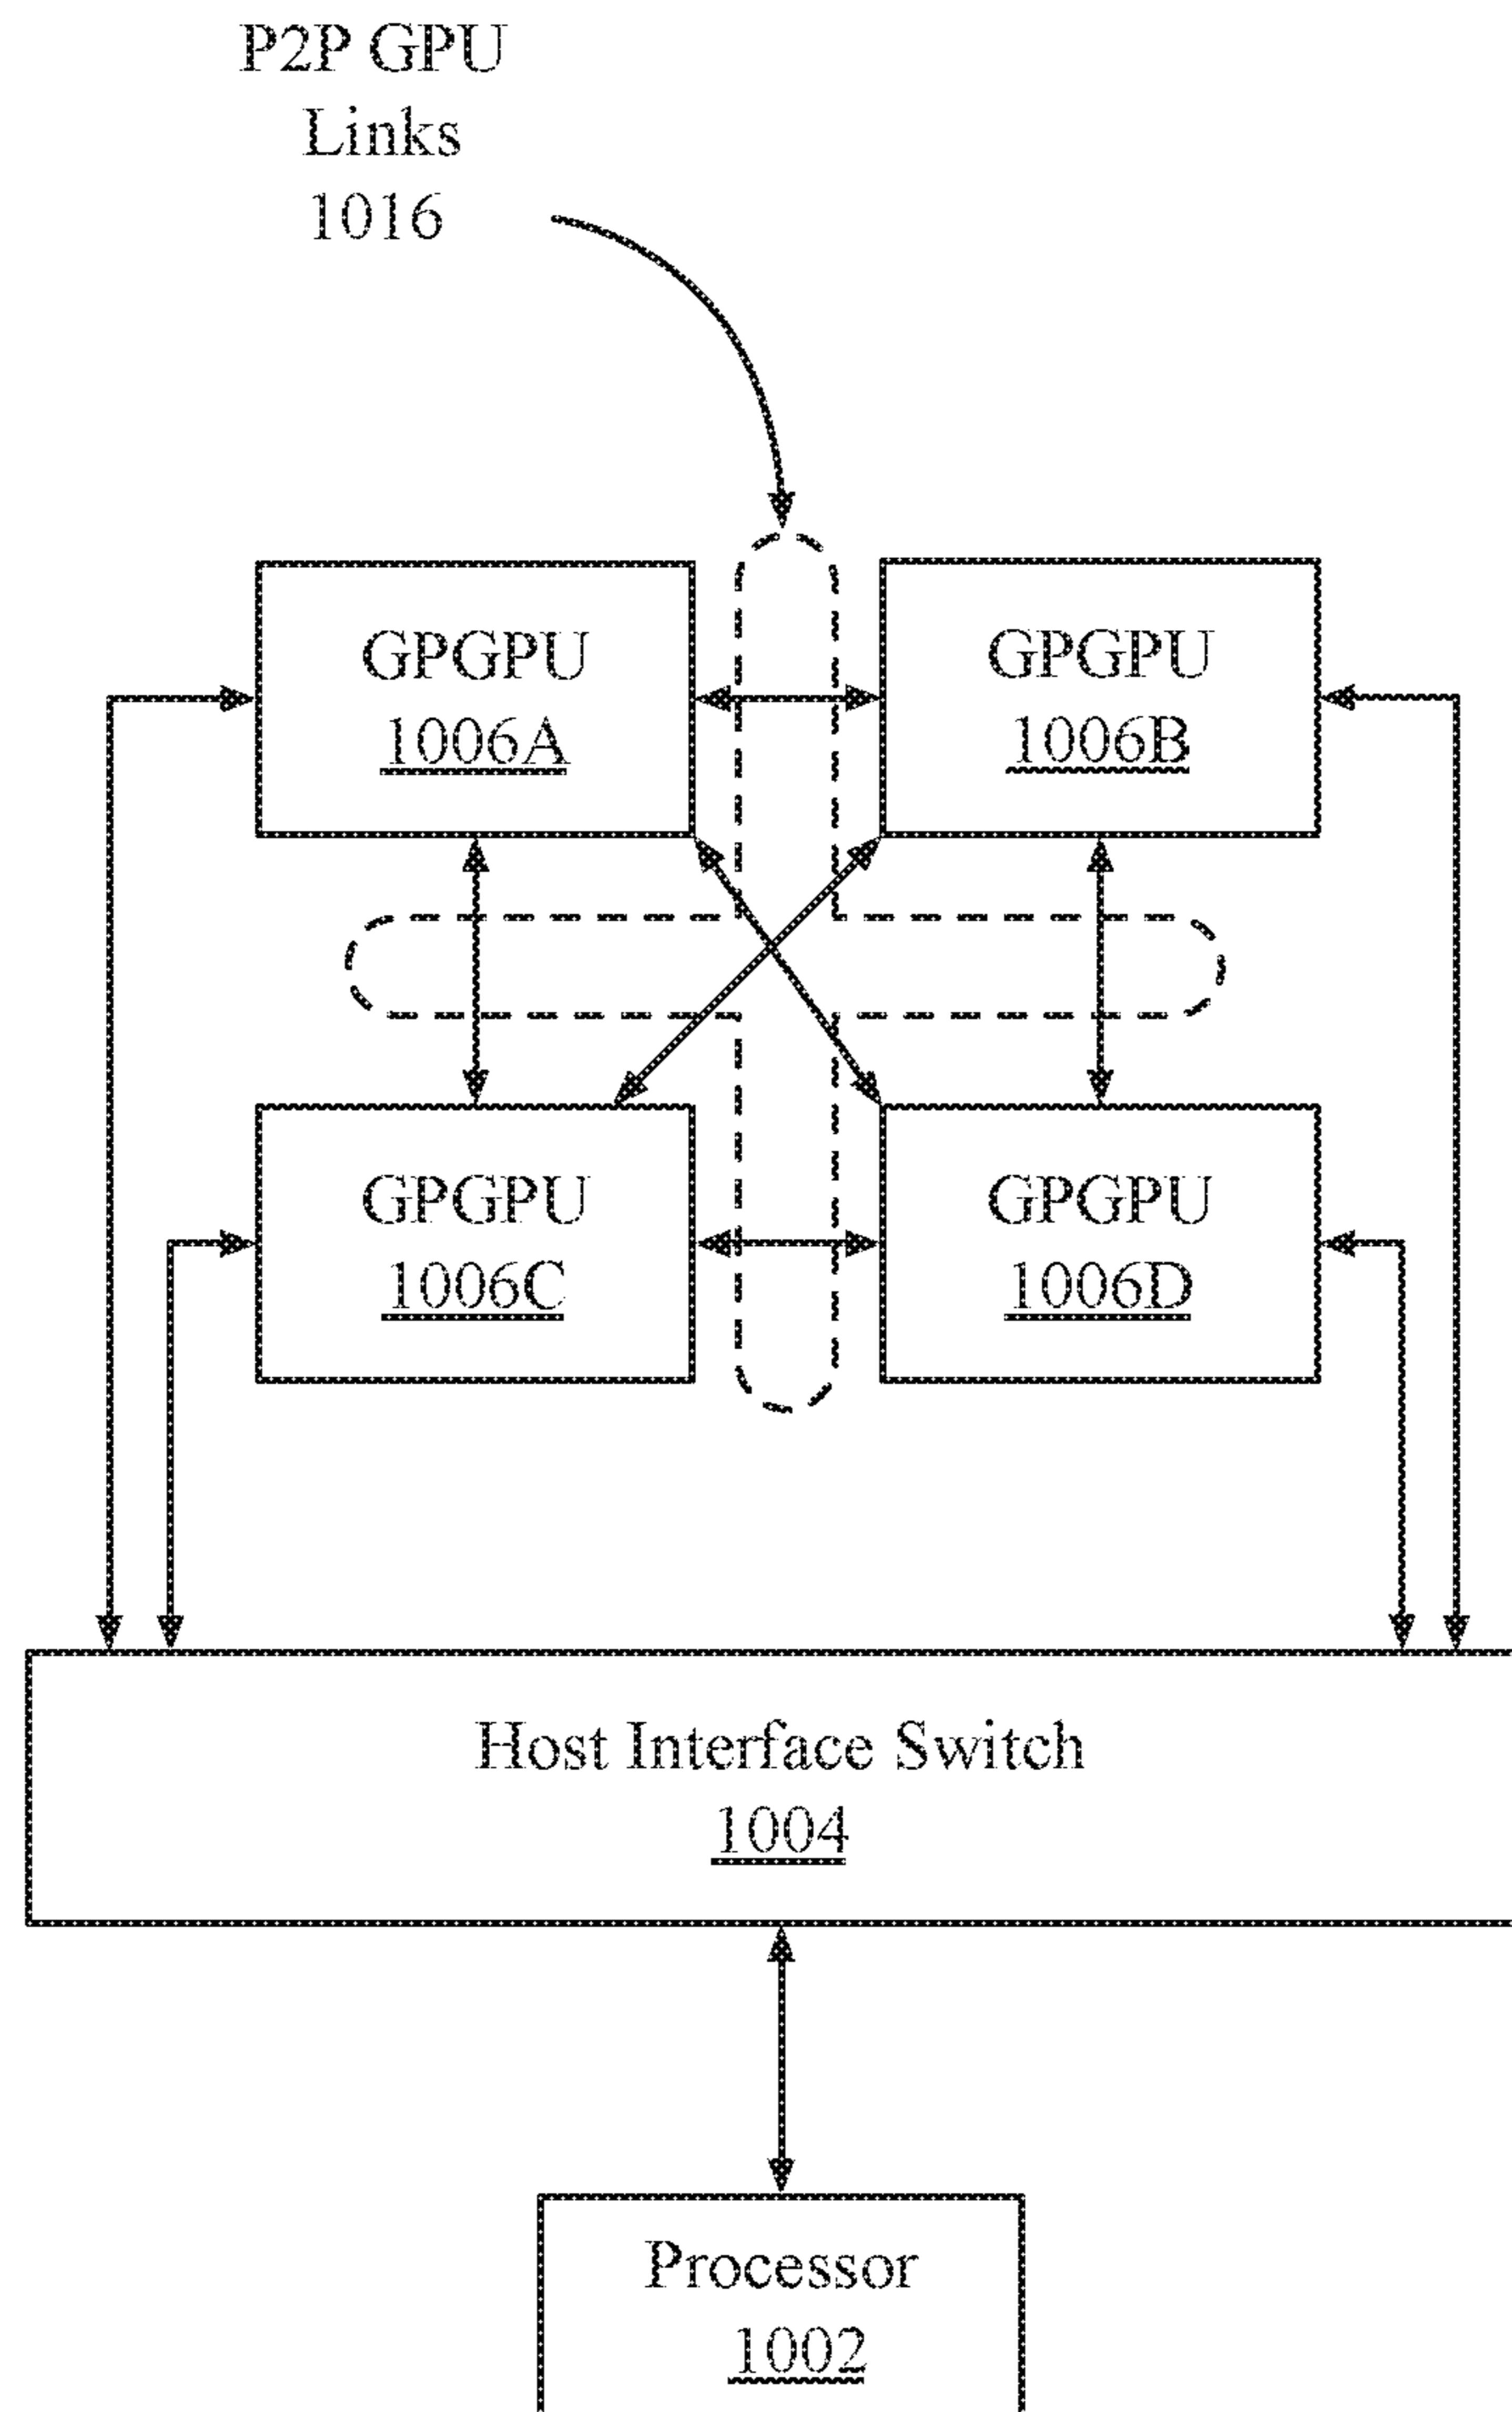 P2P GPU
Links
1016
GPGPU
1006A
GPGPU
1006B
GPGPU
1006C
GPGPU
1006D
Host Interface Switch
1004
Processor
1002